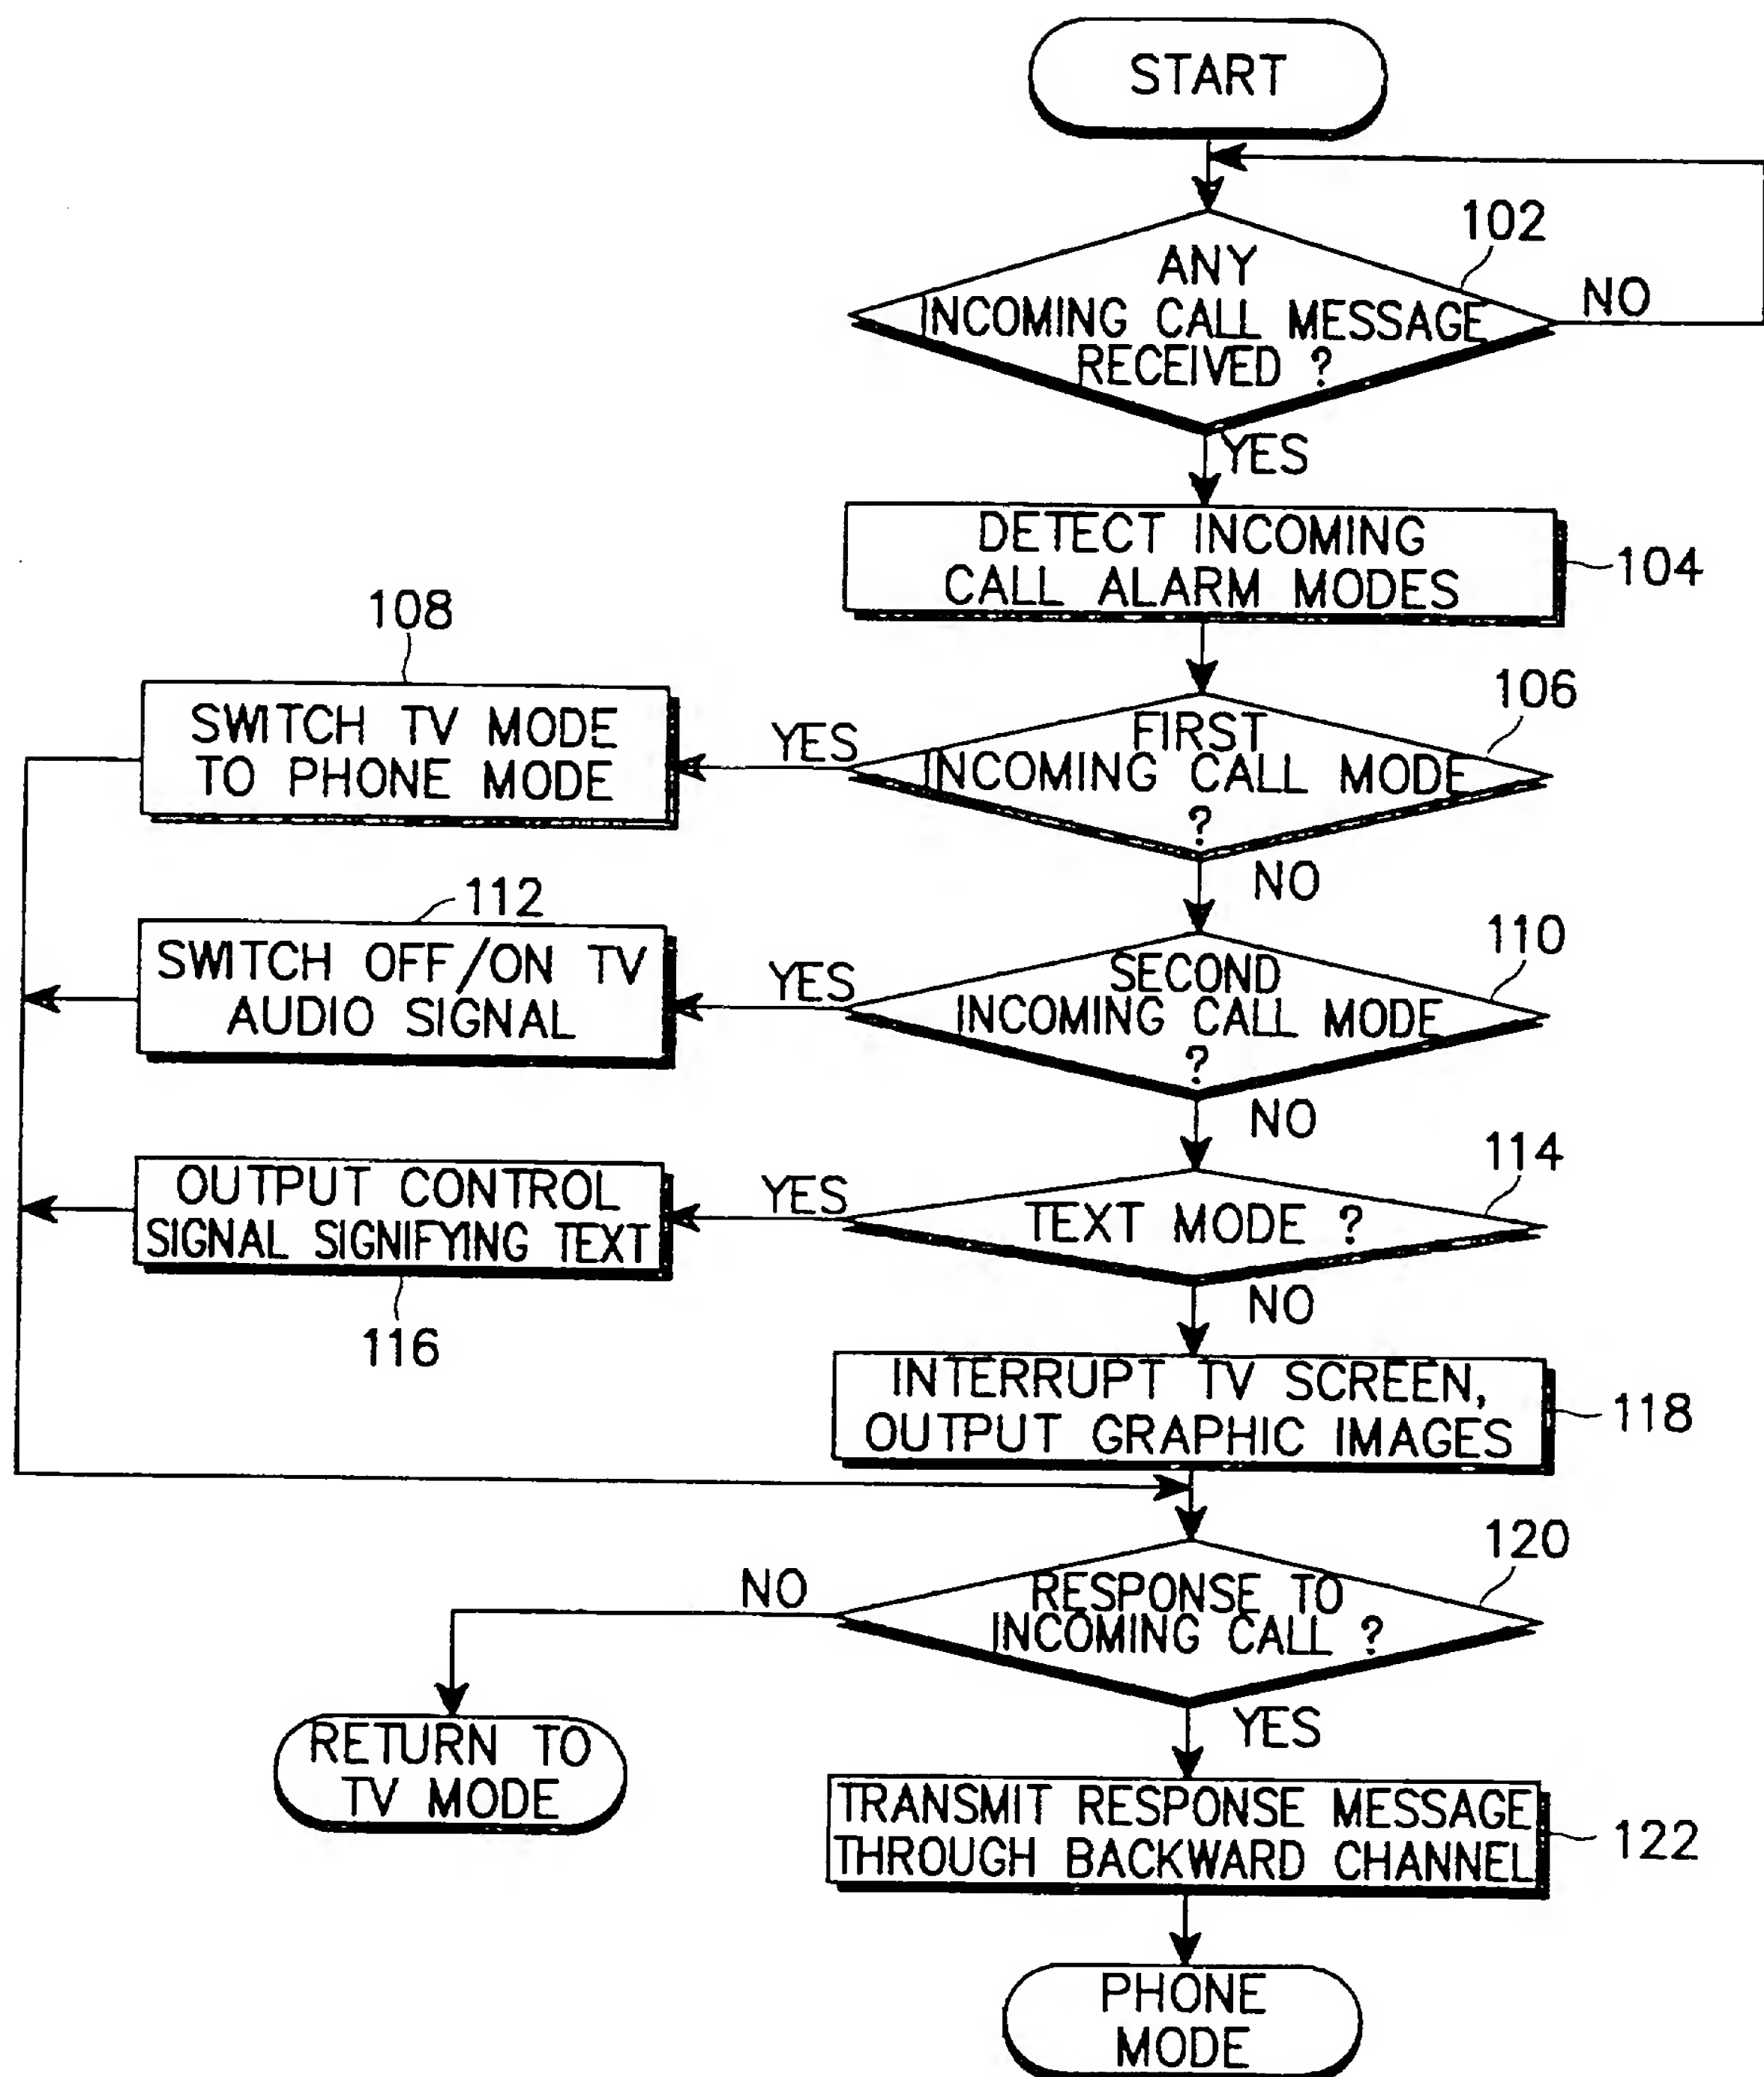 START
102
ANY
INCOMING CALL MESSAGE
RECEIVED ?
NO
YES
DETECT INCOMING
CALL ALARM MODES
104
108
SWITCH TV MODE
TO PHONE MODE
YES
106
FIRST
INCOMING CALL MODE
?
NO
112
SWITCH OFF/ON TV
AUDIO SIGNAL
YES
110
SECOND
INCOMING CALL MODE
?
NO
OUTPUT CONTROL
SIGNAL SIGNIFYING TEXT
116
YES
114
TEXT MODE ?
NO
INTERRUPT TV SCREEN,
OUTPUT GRAPHIC IMAGES
118
120
RESPONSE TO
INCOMING CALL ?
NO
RETURN TO
TV MODE
YES
TRANSMIT RESPONSE MESSAGE
THROUGH BACKWARD CHANNEL
122
PHONE
MODE